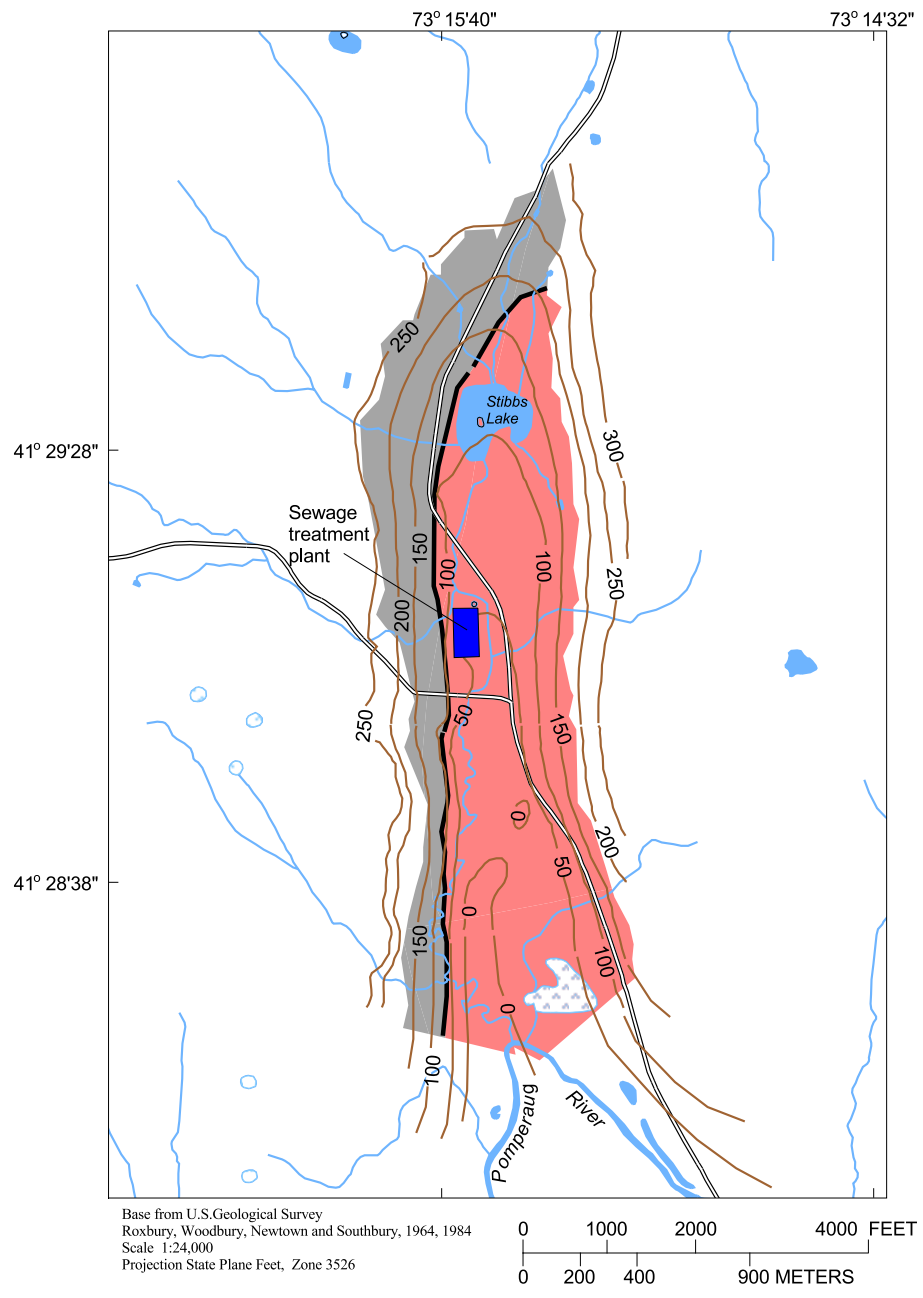 73° 15'40"
73° 14'32"
250
Stibbs
Lake
300
41° 29'28"
Sewage
treatment
plant
150
100
100
250
200
50
250
150
0
200
50
41° 28'38"
0
150
100
0
100
Pomperaug
River
Base from U.S.Geological Survey
Roxbury, Woodbury, Newtown and Southbury, 1964, 1984
Scale 1:24,000
Projection State Plane Feet, Zone 3526
0 1000 2000 4000 FEET
0 200 400 900 METERS